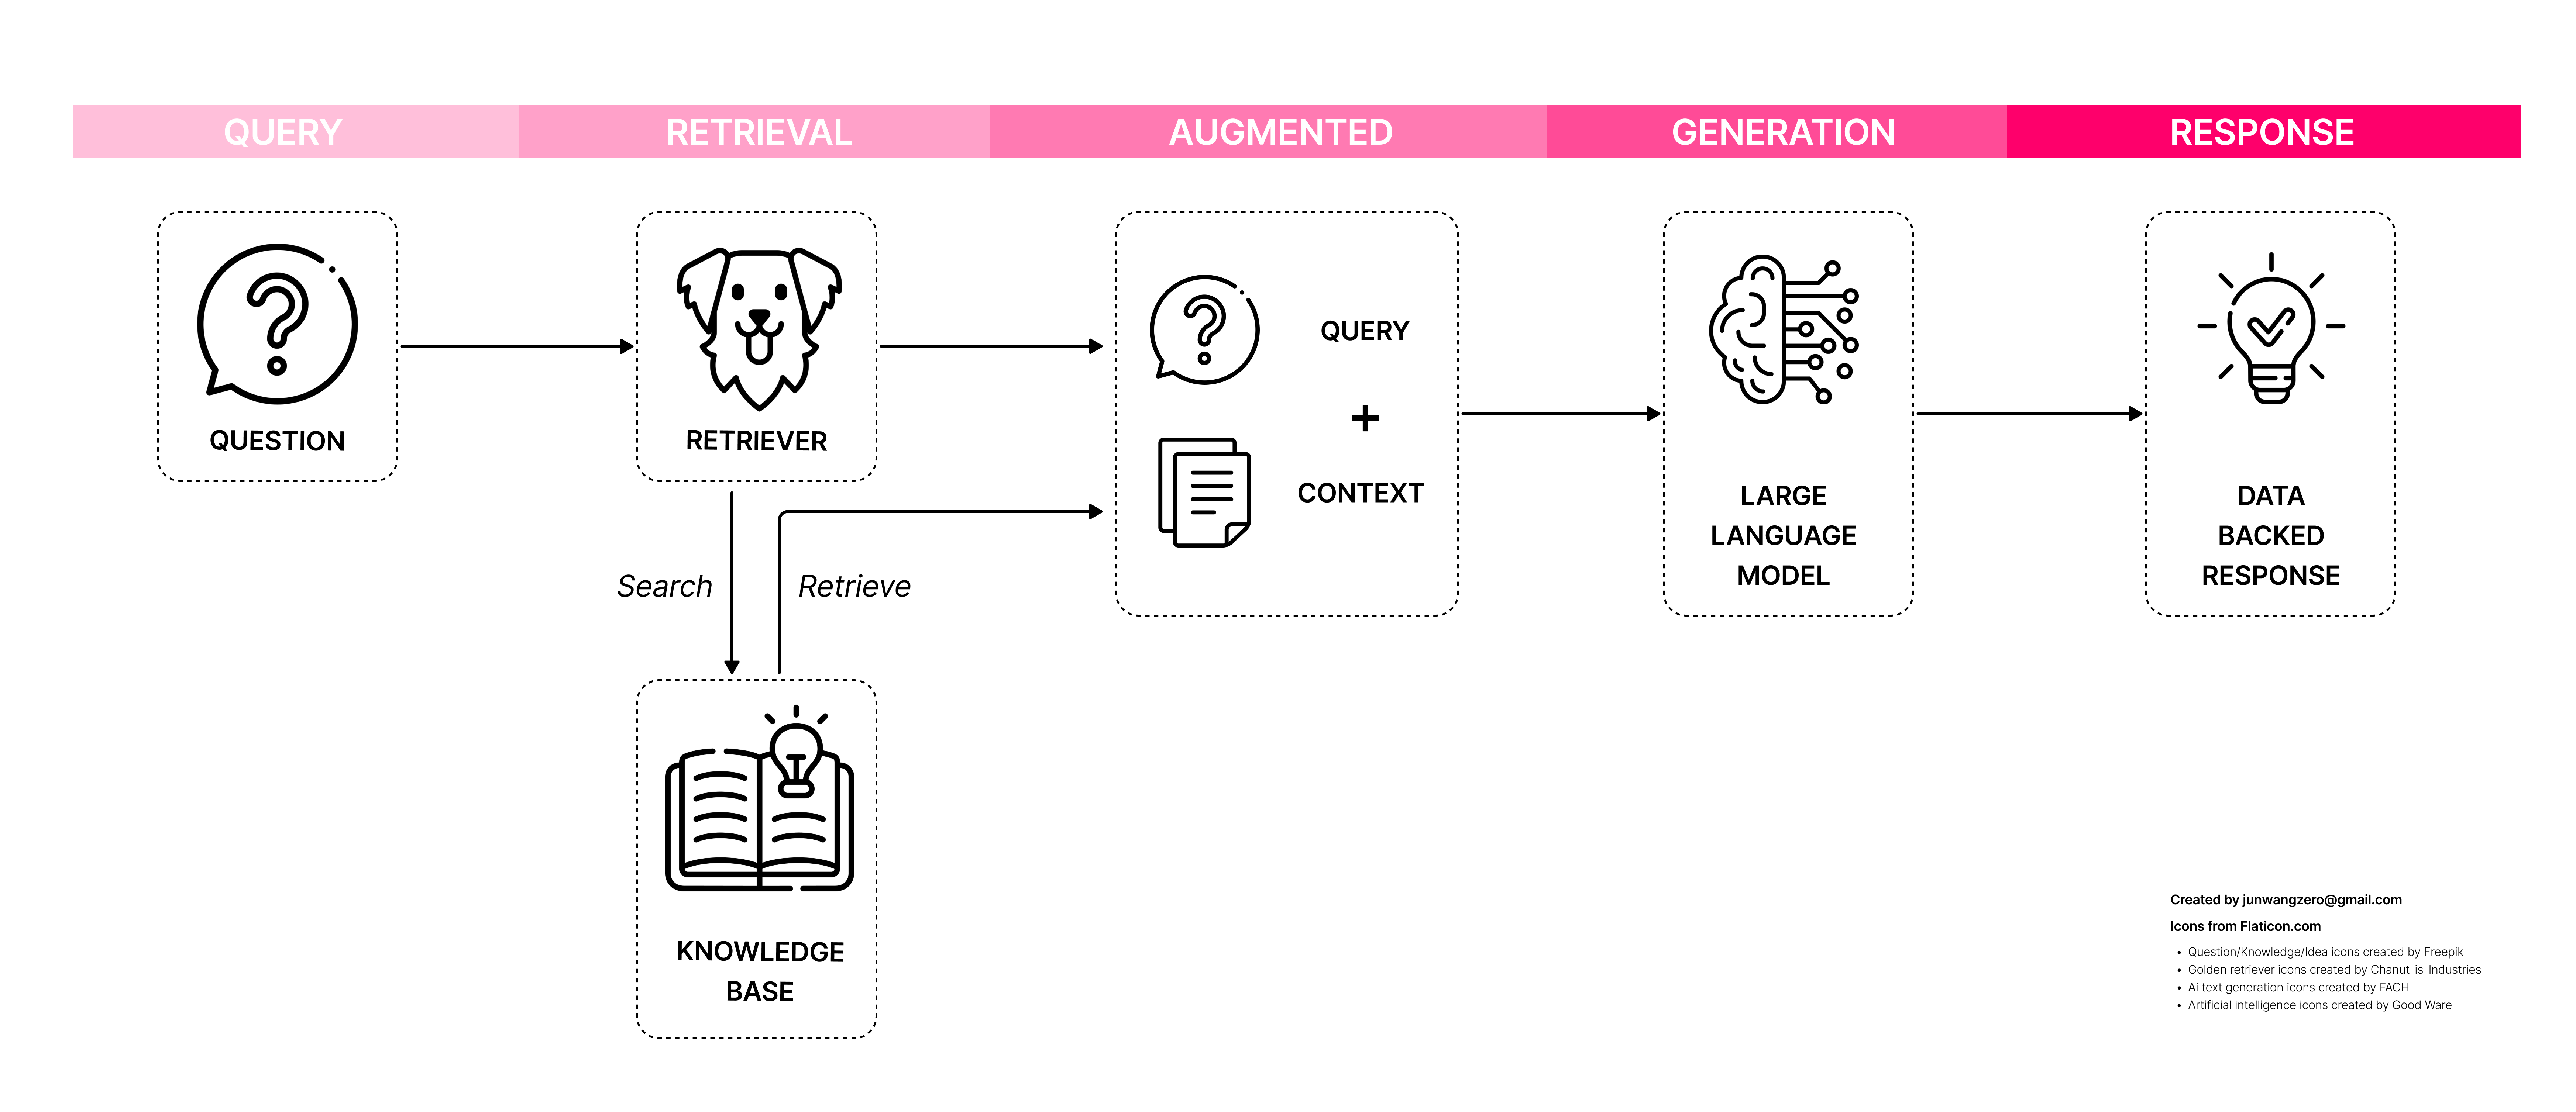 QUERY
RETRIEVAL
AUGMENTED
GENERATION
RESPONSE
QUESTION
RETRIEVER
QUERY
+
CONTEXT
LARGE
LANGUAGE
MODEL
DATA
BACKED
RESPONSE
Search
Retrieve
KNOWLEDGE
BASE
Created by junwangzero@gmail.com
Icons from Flaticon.com
• Question/Knowledge/Idea icons created by Freepik
• Golden retriever icons created by Chanut-is-Industries
• Ai text generation icons created by FACH
• Artificial intelligence icons created by Good Ware